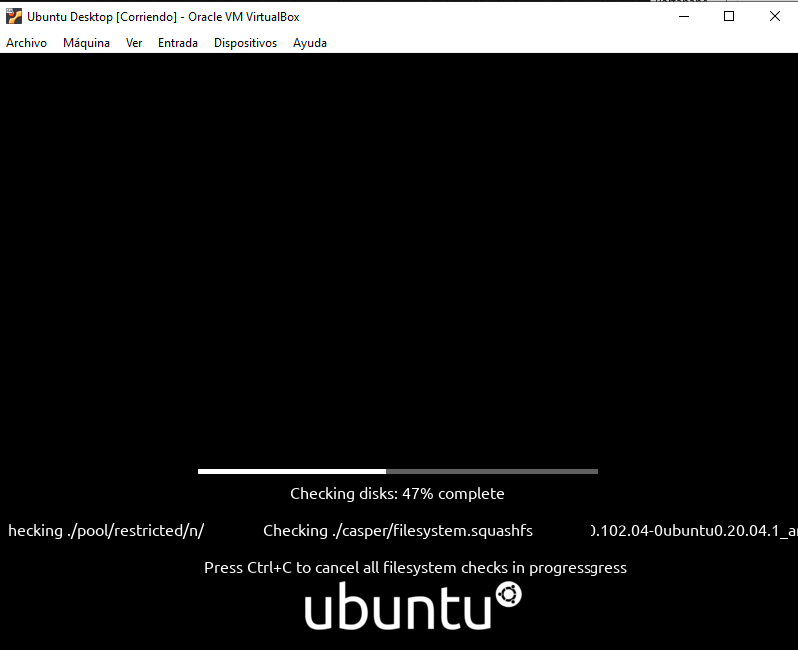 Ubuntu Desktop [Corriendo] - Oracle VM VirtualBox
Archivo Máquina Ver Entrada Dispositivos Ayuda
Checking disks: 47% complete
hecking ./pool/restricted/n/ Checking ./casper/filesystem.squashfs 0.102.04-0ubuntu0.20.04.1_a
Press Ctrl+C to cancel all filesystem checks in progressgress
ubuntu